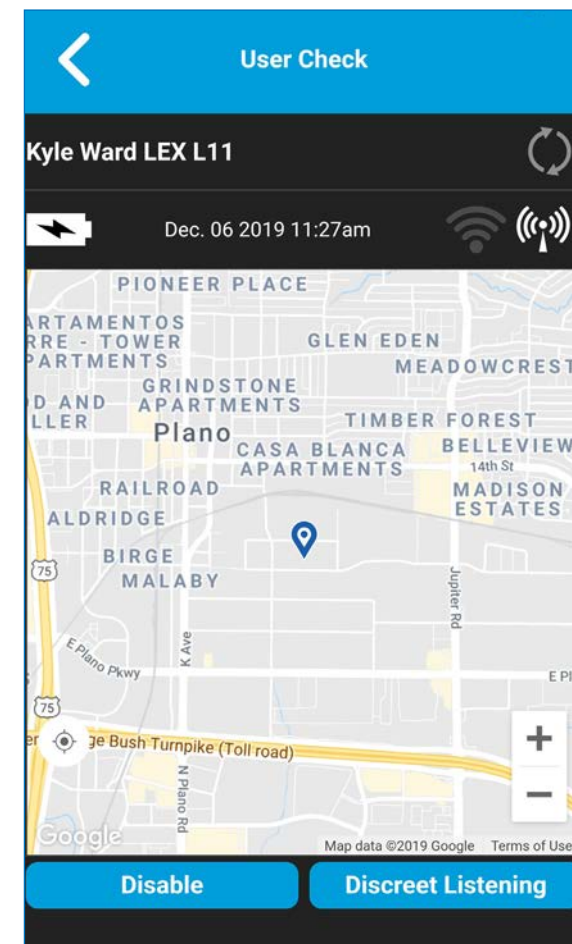 User Check
Kyle Ward LEX L11
Dec. 06 2019 11:27am
PIONEER PLACE
ARTAMENTOS
RRE - TOWER
PARTMENTS
GLEN EDEN
MEADOWCREST
GRINDSTONE
APARTMENTS
D AND
LLER
Plano
TIMBER FOREST
CASA BLANCA
APARTMENTS
BELLEVIEW
14th St
RAILROAD
MADISON
ESTATES
ALDRIDGE
BIRGE
MALABY
75
Jupiter Rd
K Ave
E Plano Pkwy
E Pl
75
er
ge Bush Turnpike (Toll road)
N Plano Rd
+
−
Google
Map data ©2019 Google Terms of Use
Disable
Discreet Listening